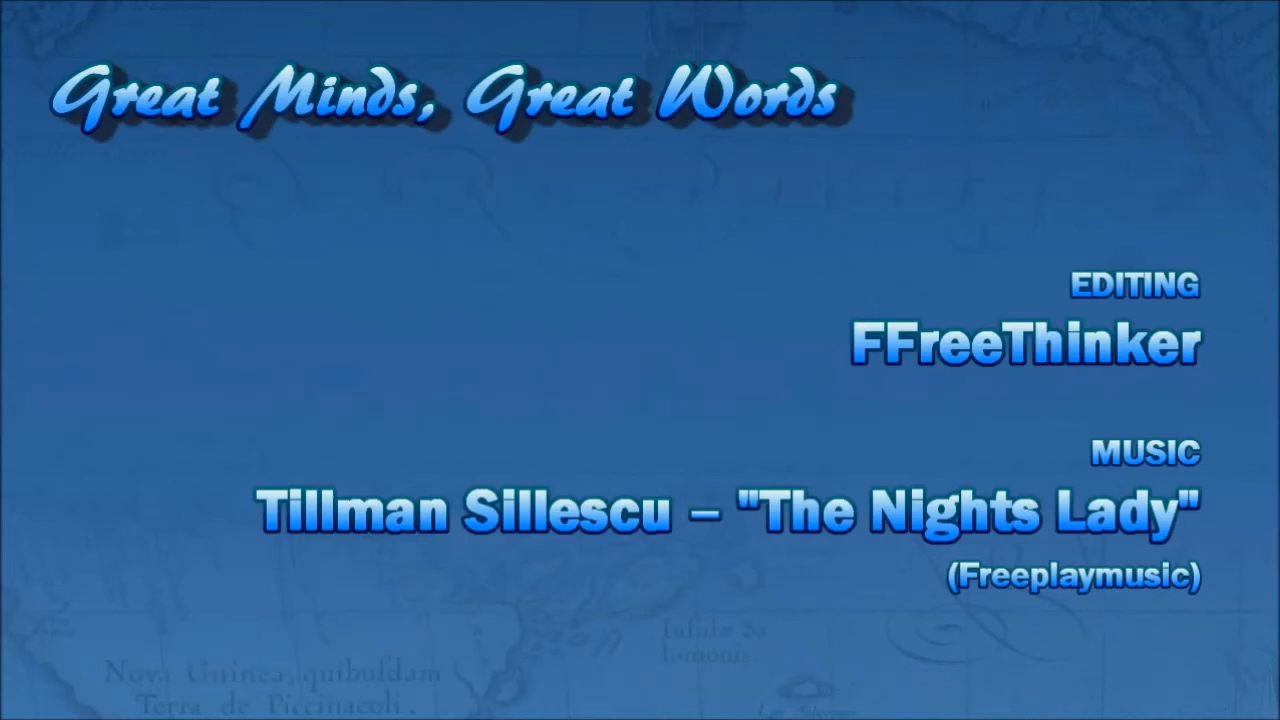 Great Minds, Great Words
EDITING
FFreeThinker
MUSIC
Tillman Sillescu – "The Nights Lady"
(Freeplaymusic)
Nova Guinea, quibuſdam
Terra de Piccinacoli.